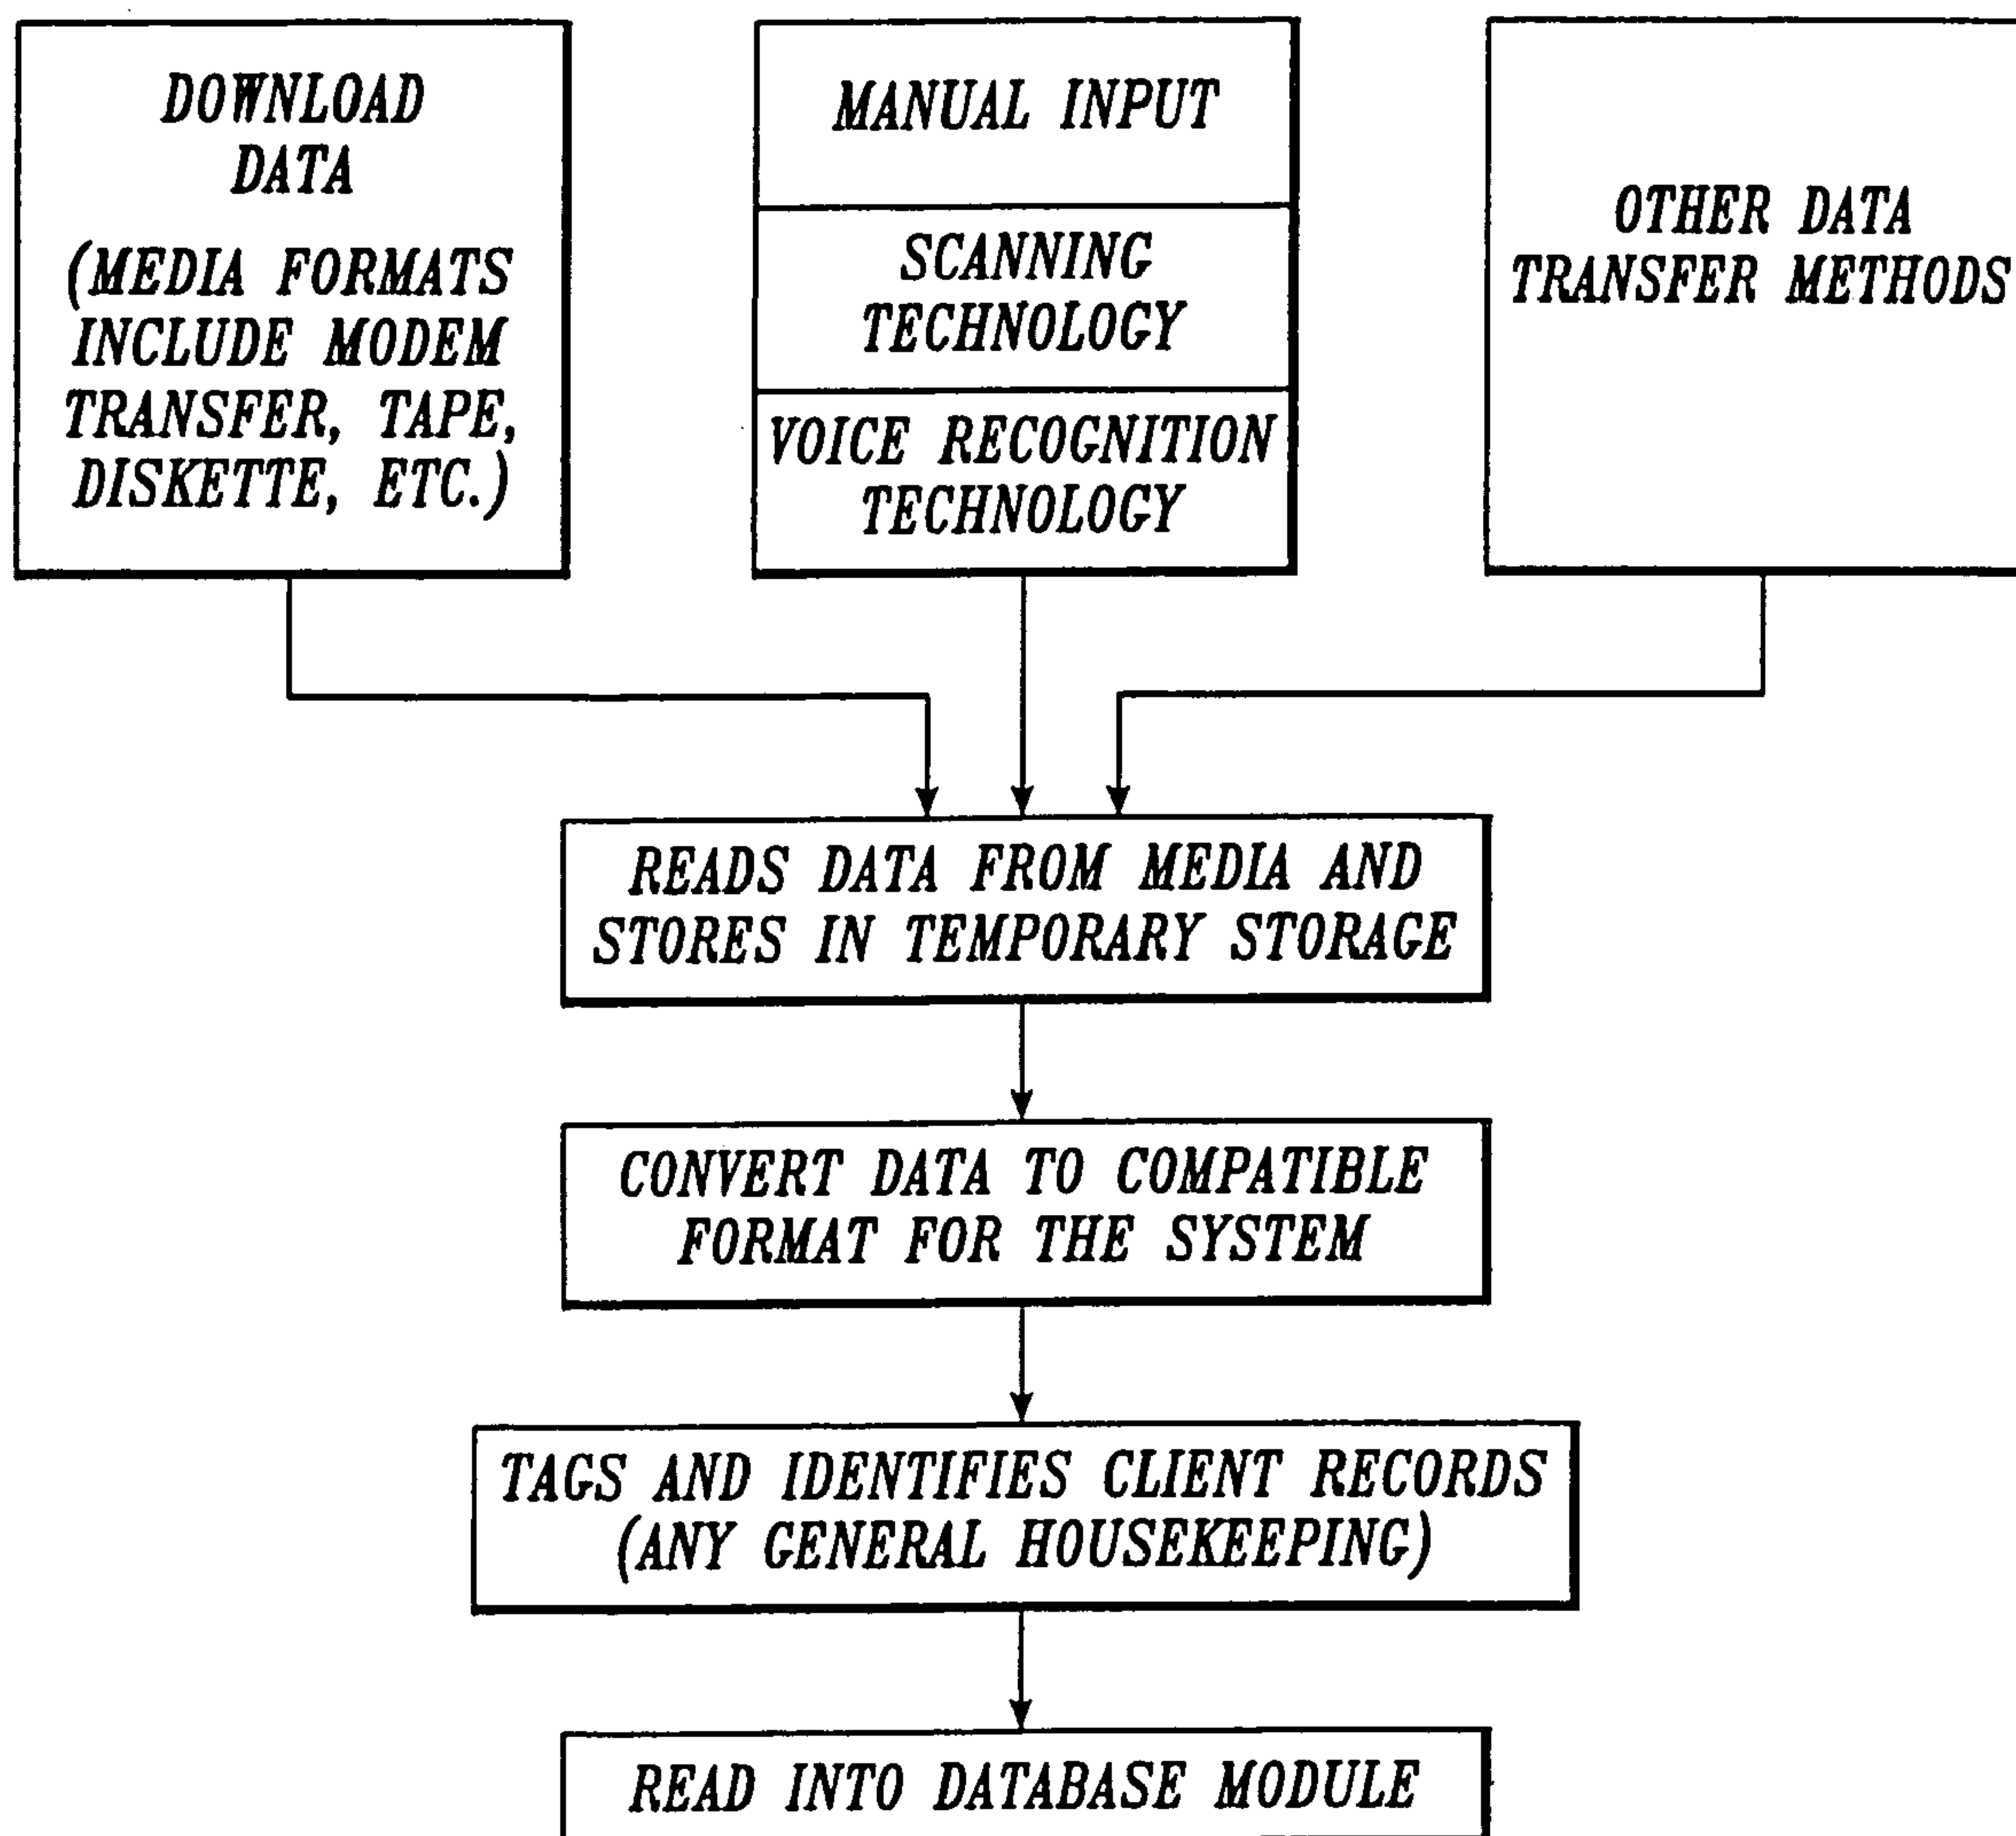 DOWNLOAD
DATA
(MEDIA FORMATS
INCLUDE MODEM
TRANSFER, TAPE,
DISKETTE, ETC.)
MANUAL INPUT
SCANNING
TECHNOLOGY
VOICE RECOGNITION
TECHNOLOGY
OTHER DATA
TRANSFER METHODS
READS DATA FROM MEDIA AND
STORES IN TEMPORARY STORAGE
CONVERT DATA TO COMPATIBLE
FORMAT FOR THE SYSTEM
TAGS AND IDENTIFIES CLIENT RECORDS
(ANY GENERAL HOUSEKEEPING)
READ INTO DATABASE MODULE